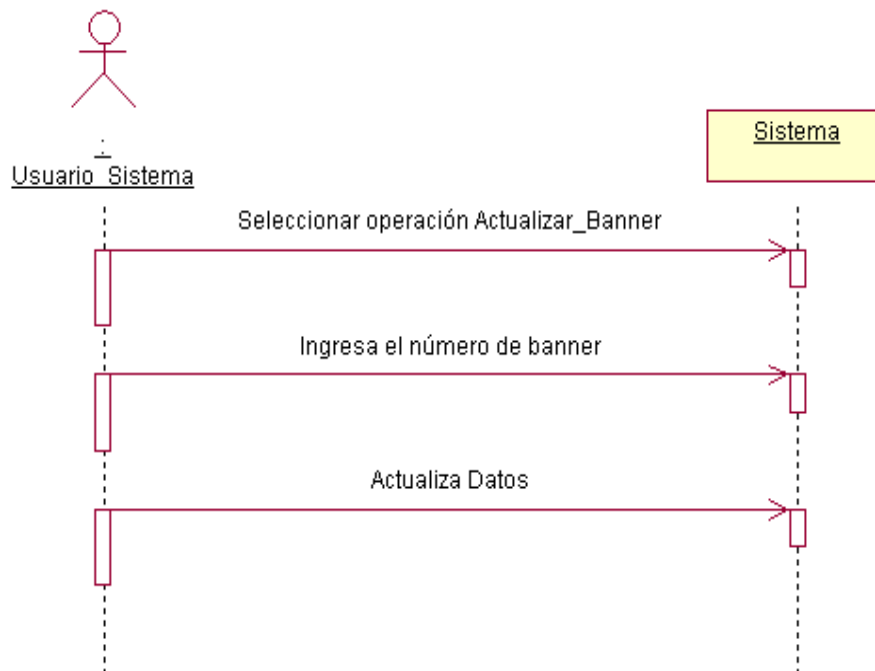 :
Usuario_Sistema
Sistema
Seleccionar operación Actualizar_Banner
Ingresa el número de banner
Actualiza Datos